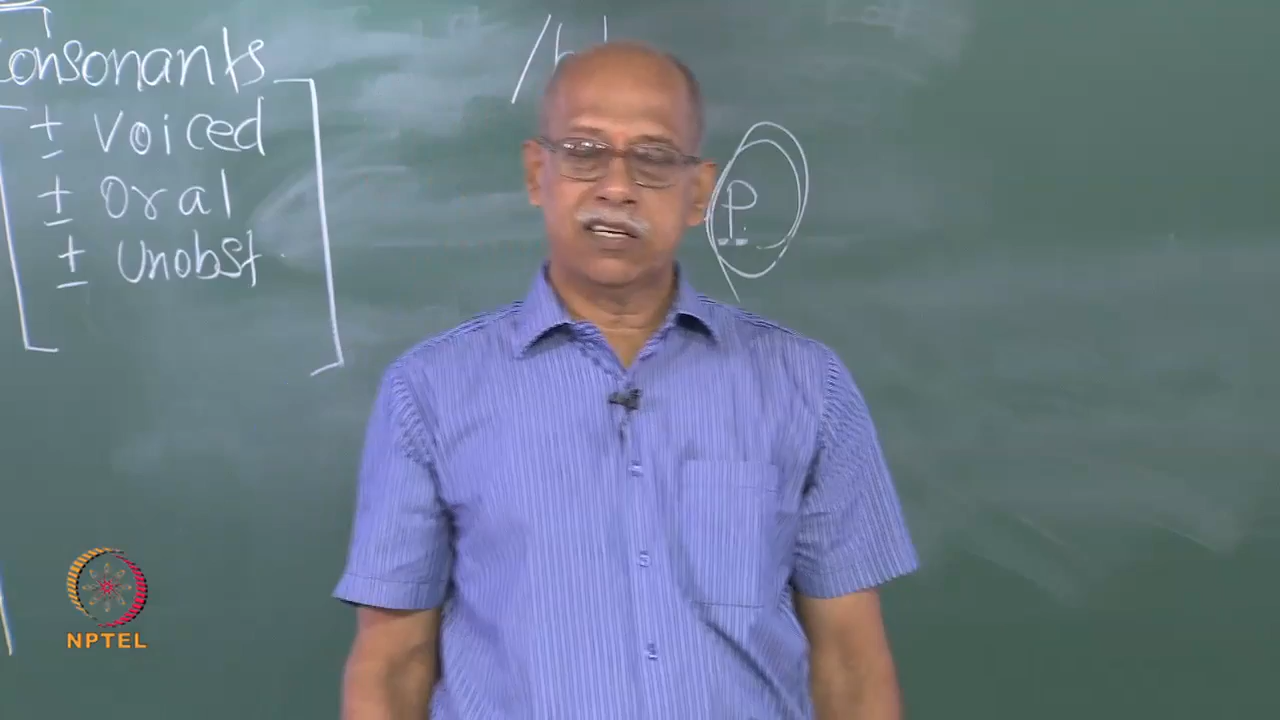 Consonants
± Voiced
± Oral
± Unobst
P
NPTEL